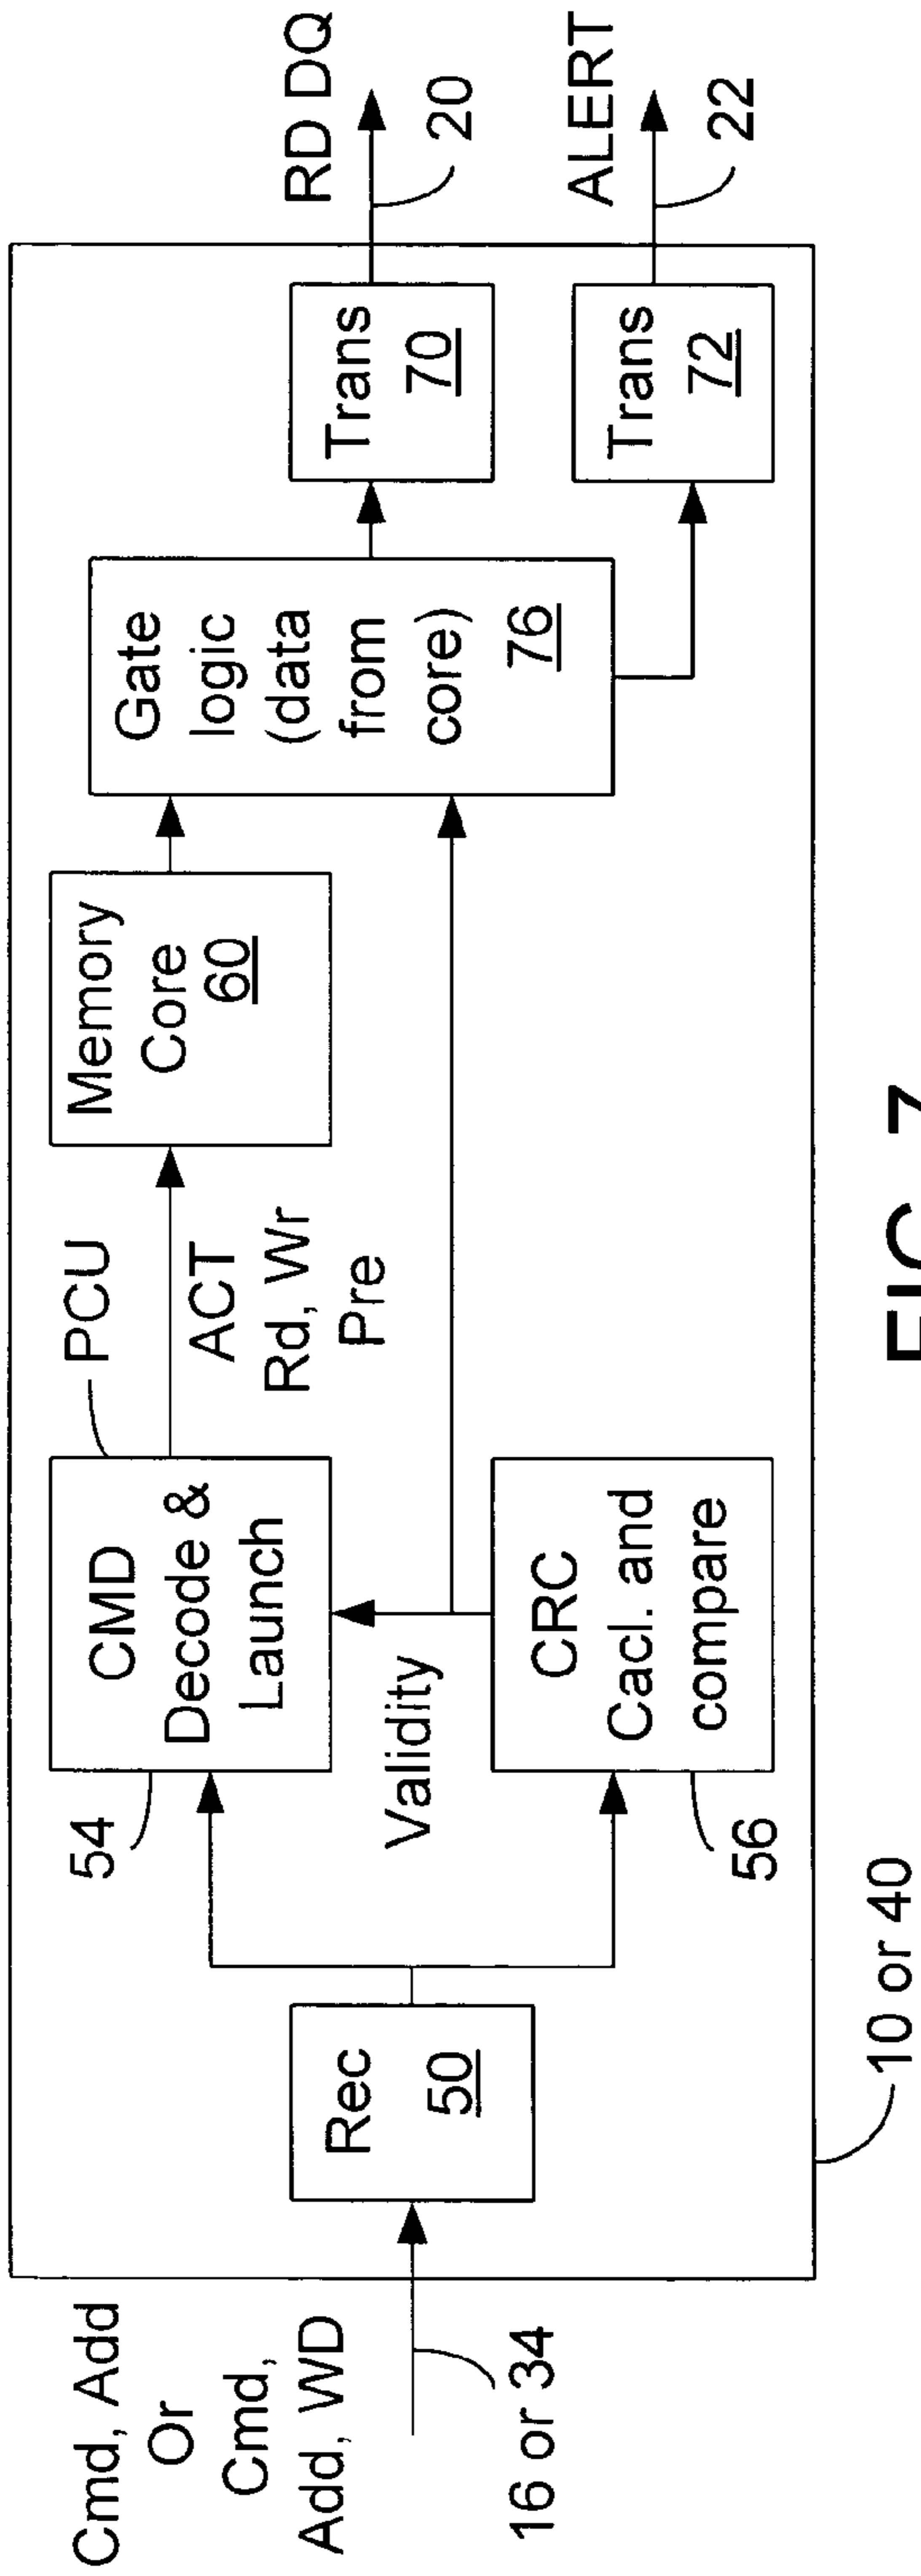 Cmd, Add
Or
Cmd,
Add, WD
16 or 34
Rec
50
54
CMD
Decode &
Launch
PCU
Validity
CRC
Cacl. and
compare
56
ACT
Rd, Wr
Pre
Memory
Core
60
Gate
logic
(data
from
core)
76
Trans
70
RD DQ
20
Trans
72
ALERT
22
10 or 40
FIG. 7